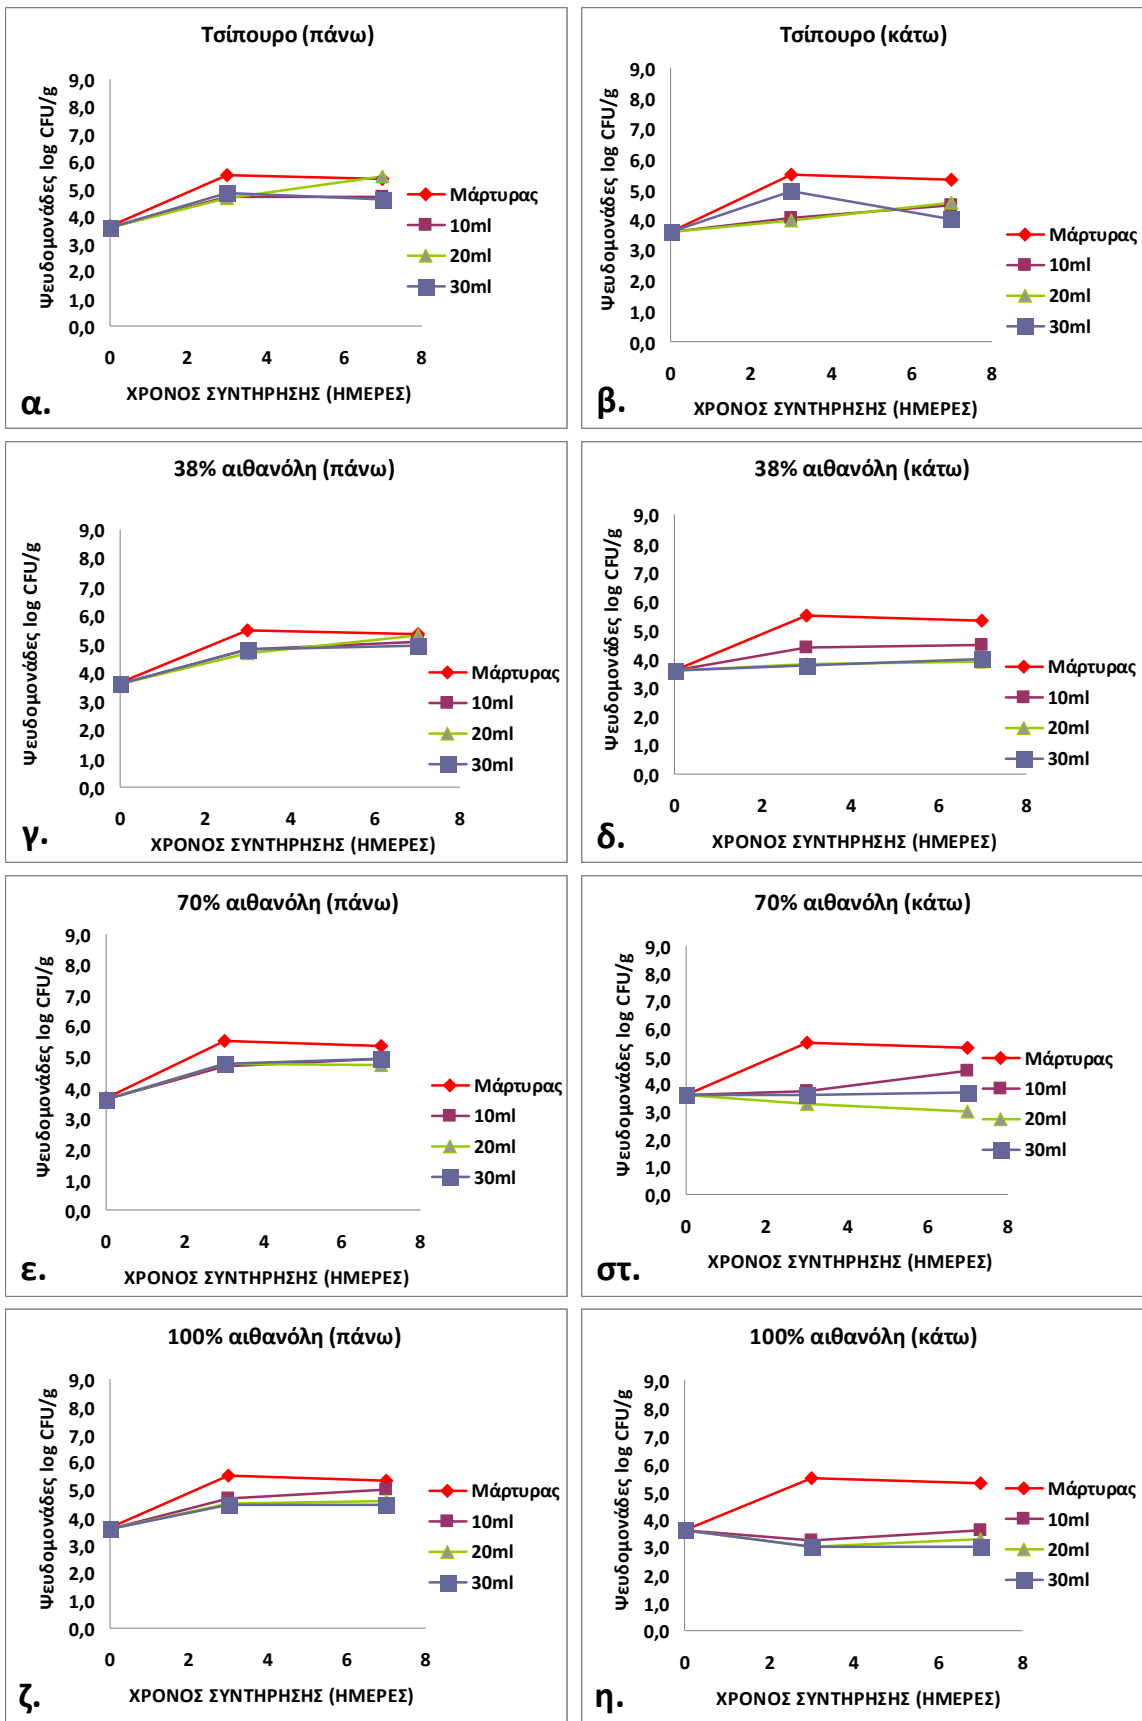 Τσίπουρο (πάνω)
Ψευδομονάδες log CFU/g
9,0
8,0
7,0
6,0
5,0
4,0
3,0
2,0
1,0
0,0
0 2 4 6 8
ΧΡΟΝΟΣ ΣΥΝΤΗΡΗΣΗΣ (ΗΜΕΡΕΣ)
Μάρτυρας
10ml
20ml
30ml
α.
Τσίπουρο (κάτω)
Ψευδομονάδες log CFU/g
9,0
8,0
7,0
6,0
5,0
4,0
3,0
2,0
1,0
0,0
0 2 4 6 8
ΧΡΟΝΟΣ ΣΥΝΤΗΡΗΣΗΣ (ΗΜΕΡΕΣ)
Μάρτυρας
10ml
20ml
30ml
β.
38% αιθανόλη (πάνω)
Ψευδομονάδες log CFU/g
9,0
8,0
7,0
6,0
5,0
4,0
3,0
2,0
1,0
0,0
0 2 4 6 8
ΧΡΟΝΟΣ ΣΥΝΤΗΡΗΣΗΣ (ΗΜΕΡΕΣ)
Μάρτυρας
10ml
20ml
30ml
γ.
38% αιθανόλη (κάτω)
Ψευδομονάδες log CFU/g
9,0
8,0
7,0
6,0
5,0
4,0
3,0
2,0
1,0
0,0
0 2 4 6 8
ΧΡΟΝΟΣ ΣΥΝΤΗΡΗΣΗΣ (ΗΜΕΡΕΣ)
Μάρτυρας
10ml
20ml
30ml
δ.
70% αιθανόλη (πάνω)
Ψευδομονάδες log CFU/g
9,0
8,0
7,0
6,0
5,0
4,0
3,0
2,0
1,0
0,0
0 2 4 6 8
ΧΡΟΝΟΣ ΣΥΝΤΗΡΗΣΗΣ (ΗΜΕΡΕΣ)
Μάρτυρας
10ml
20ml
30ml
ε.
70% αιθανόλη (κάτω)
Ψευδομονάδες log CFU/g
9,0
8,0
7,0
6,0
5,0
4,0
3,0
2,0
1,0
0,0
0 2 4 6 8
ΧΡΟΝΟΣ ΣΥΝΤΗΡΗΣΗΣ (ΗΜΕΡΕΣ)
Μάρτυρας
10ml
20ml
30ml
στ.
100% αιθανόλη (πάνω)
Ψευδομονάδες log CFU/g
9,0
8,0
7,0
6,0
5,0
4,0
3,0
2,0
1,0
0,0
0 2 4 6 8
ΧΡΟΝΟΣ ΣΥΝΤΗΡΗΣΗΣ (ΗΜΕΡΕΣ)
Μάρτυρας
10ml
20ml
30ml
ζ.
100% αιθανόλη (κάτω)
Ψευδομονάδες log CFU/g
9,0
8,0
7,0
6,0
5,0
4,0
3,0
2,0
1,0
0,0
0 2 4 6 8
ΧΡΟΝΟΣ ΣΥΝΤΗΡΗΣΗΣ (ΗΜΕΡΕΣ)
Μάρτυρας
10ml
20ml
30ml
η.